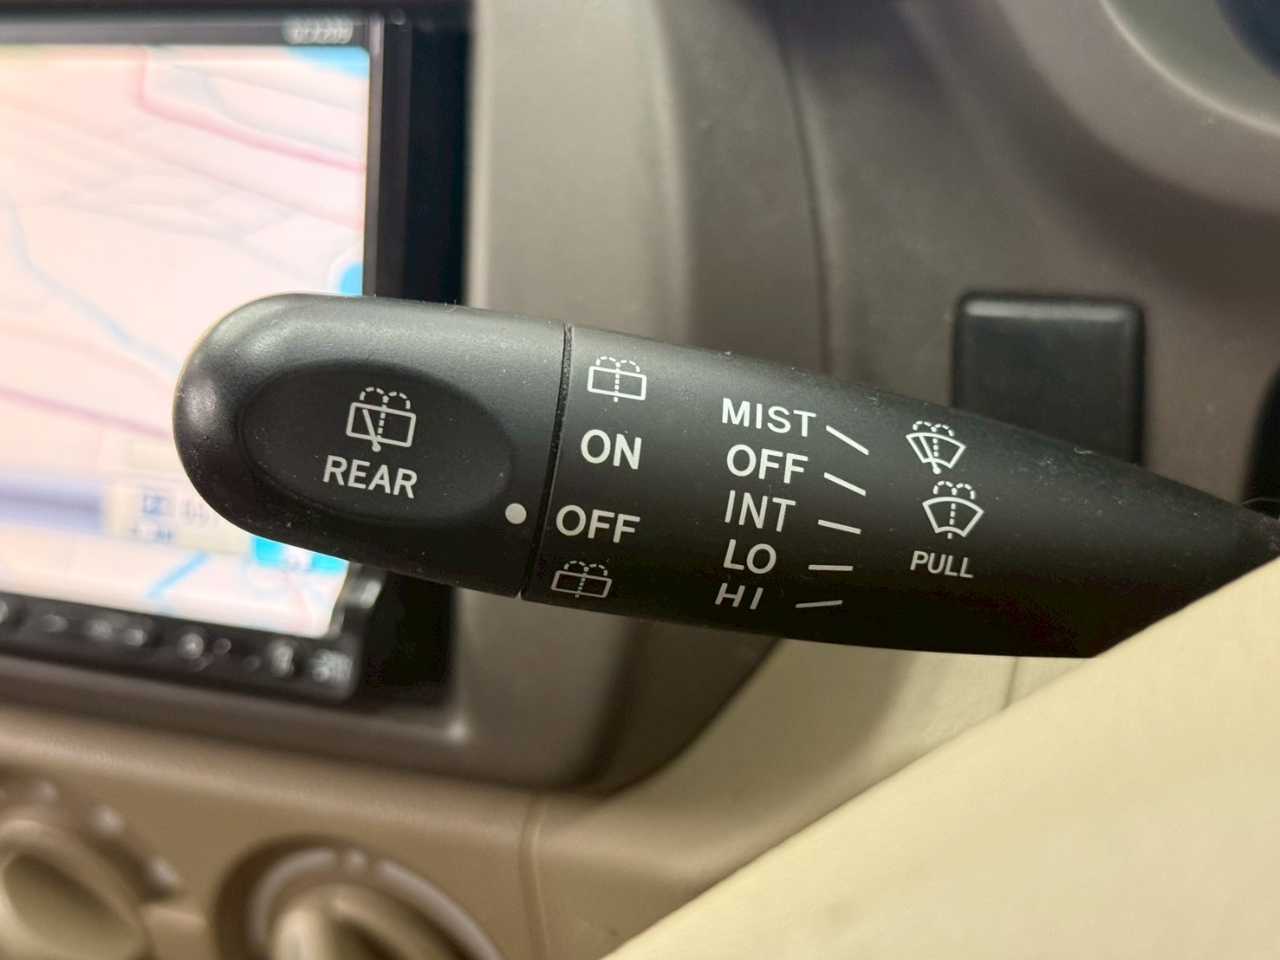 REAR
ON
OFF
MIST
OFF
INT
LO
HI
PULL